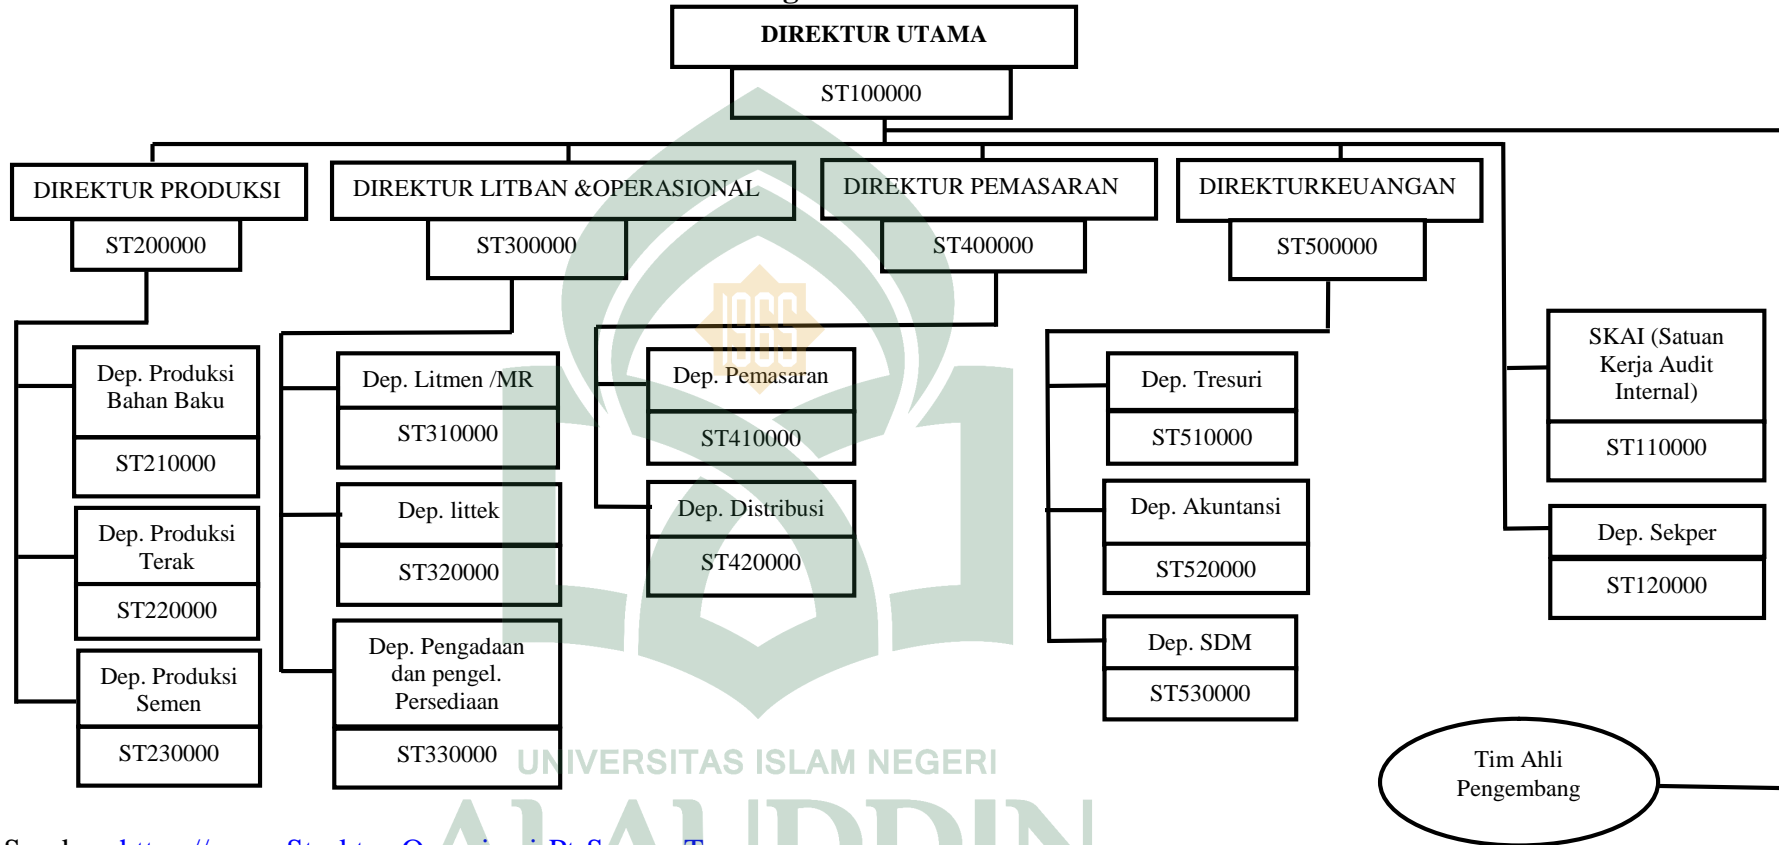 DIREKTUR UTAMA
ST100000
DIREKTUR PRODUKSI
ST200000
DIREKTUR LITBAN &OPERASIONAL
ST300000
DIREKTUR PEMASARAN
ST400000
DIREKTURKEUANGAN
ST500000
Dep. Produksi
Bahan Baku
ST210000
Dep. Produksi
Terak
ST220000
Dep. Produksi
Semen
ST230000
Dep. Litmen /MR
ST310000
Dep. littek
ST320000
Dep. Pengadaan
dan pengel.
Persediaan
ST330000
Dep. Pemasaran
ST410000
Dep. Distribusi
ST420000
Dep. Tresuri
ST510000
Dep. Akuntansi
ST520000
Dep. SDM
ST530000
SKAI (Satuan
Kerja Audit
Internal)
ST110000
Dep. Sekper
ST120000
Tim Ahli
Pengembang
1965
UNIVERSITAS ISLAM NEGERI
ALAUDDIN